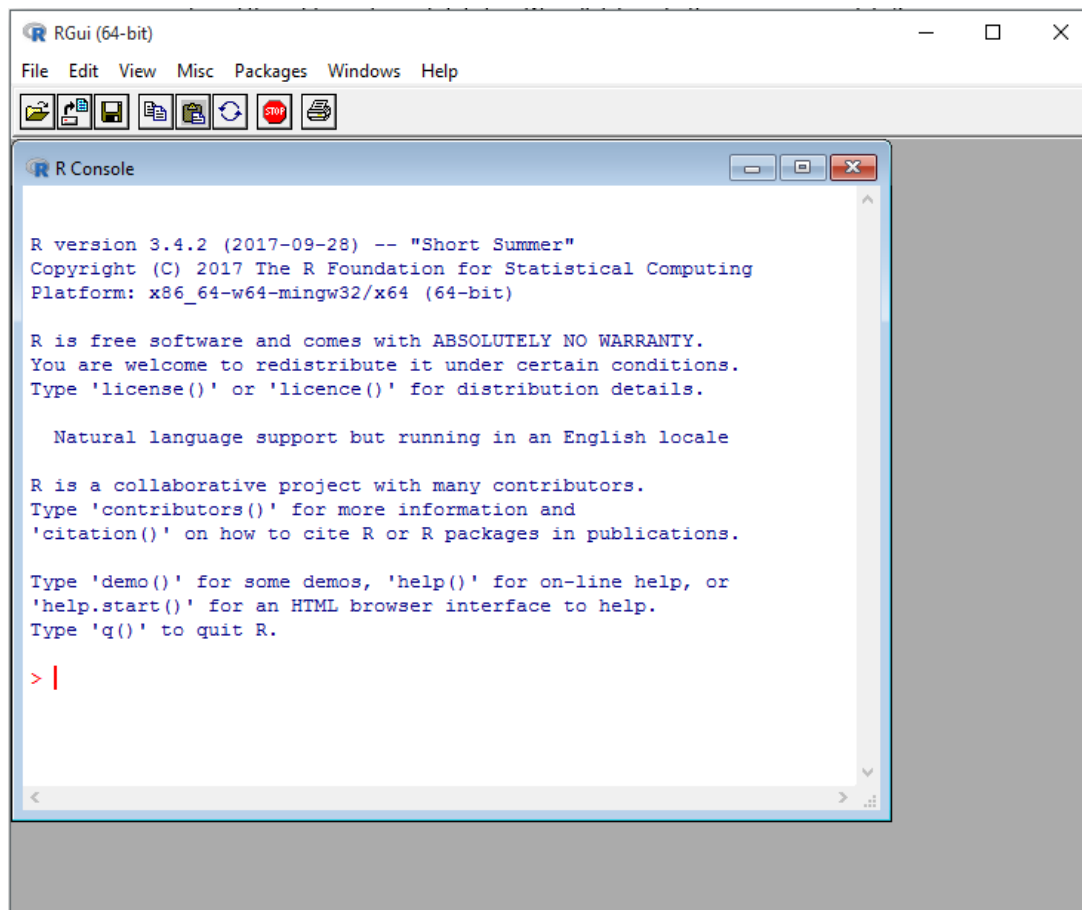 RGui (64-bit)
File Edit View Misc Packages Windows Help
STOP
R Console
R version 3.4.2 (2017-09-28) -- "Short Summer"
Copyright (C) 2017 The R Foundation for Statistical Computing
Platform: x86_64-w64-mingw32/x64 (64-bit)
R is free software and comes with ABSOLUTELY NO WARRANTY.
You are welcome to redistribute it under certain conditions.
Type 'license()' or 'licence()' for distribution details.
Natural language support but running in an English locale
R is a collaborative project with many contributors.
Type 'contributors()' for more information and
'citation()' on how to cite R or R packages in publications.
Type 'demo()' for some demos, 'help()' for on-line help, or
'help.start()' for an HTML browser interface to help.
Type 'q()' to quit R.
>